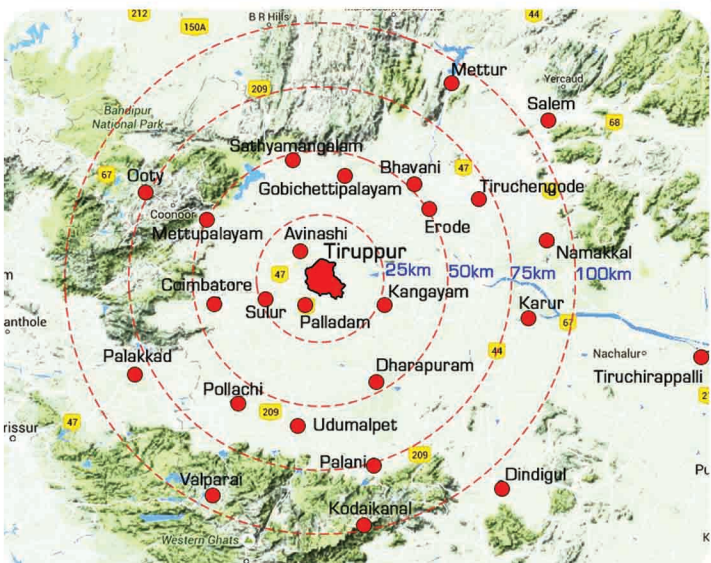 212
B R Hills
44
150A
Mettur
Yercaud
209
Salem
Bandipur
National Park
68
Sathyamangalam
Bhavani
47
67
Ooty
Gobichettipalayam
Tiruchengode
Coonoor
Mettupalayam
Erode
Avinashi
Tiruppur
Namakkal
47
25km
50km
75km
100km
Coimbatore
Sulur
Kangayam
Karur
Palladam
67
anthole
44
Nachalur
Palakkad
Dharapuram
Tiruchirappalli
Pollachi
209
47
rissur
Udumalpet
Palani
209
Dindigul
Valparai
Kodaikanal
Western Ghats